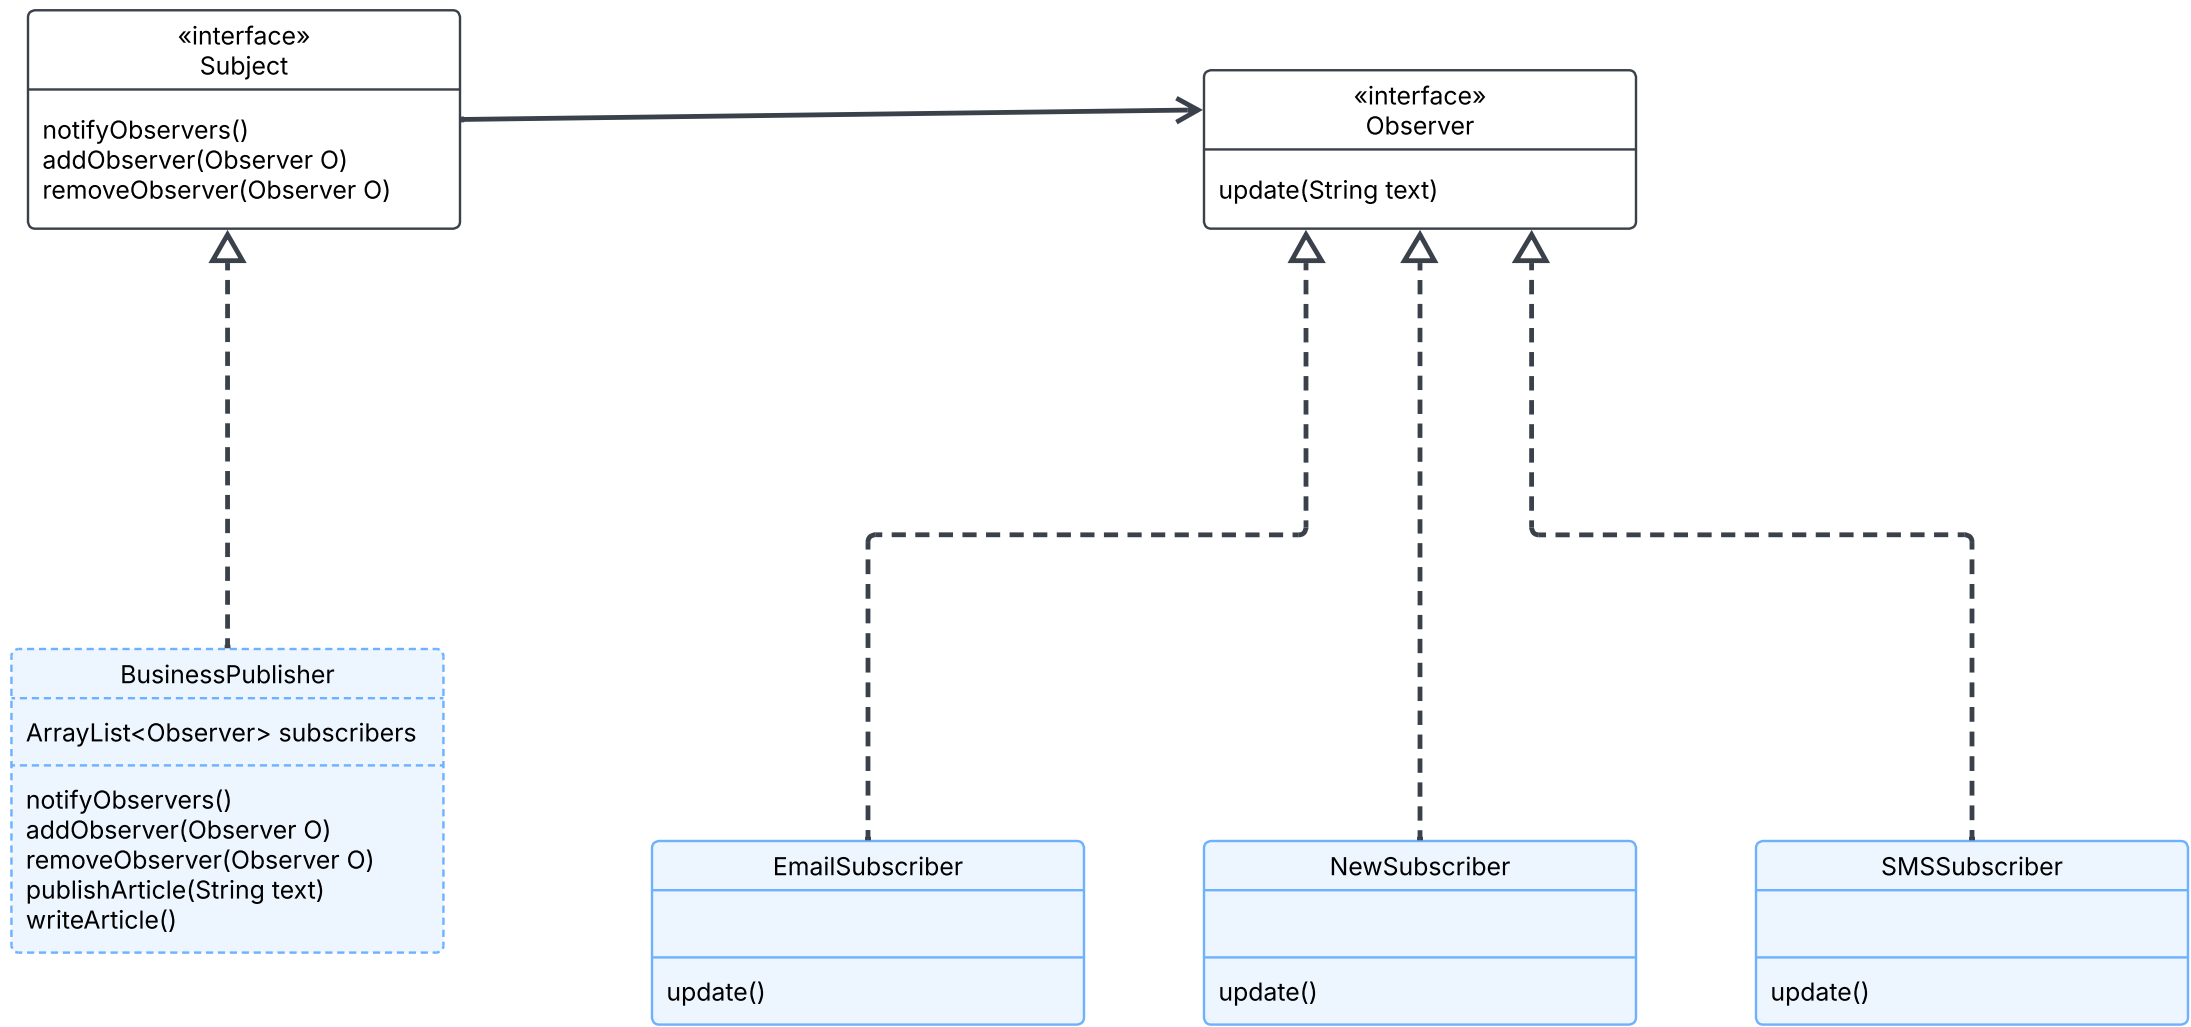 «interface»
Subject
notifyObservers()
addObserver(Observer O)
removeObserver(Observer O)
«interface»
Observer
update(String text)
BusinessPublisher
ArrayList<Observer> subscribers
notifyObservers()
addObserver(Observer O)
removeObserver(Observer O)
publishArticle(String text)
writeArticle()
EmailSubscriber
update()
NewSubscriber
update()
SMSSubscriber
update()